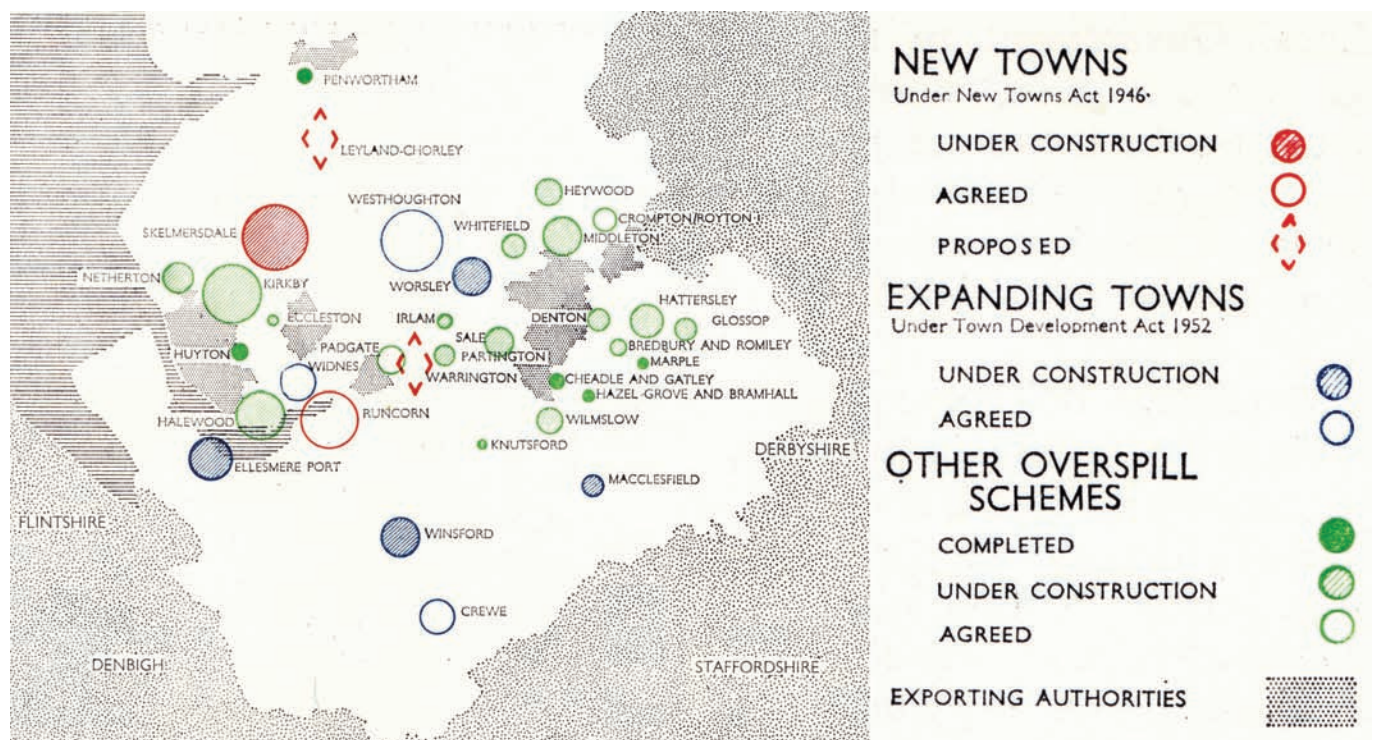 PENWORTHAM
LEYLAND-CHORLEY
WESTHOUGHTON
HEYWOOD
CROMPTON/ROYTON
WHITEFIELD
SKELMERSDALE
MIDDLETON
NETHERTON
KIRKBY
WORSLEY
HATTERSLEY
ECCLESTON
IRLAM
DENTON
GLOSSOP
SALE
HUYTON
PADGATE
PARTINGTON
BREDBURY AND ROMILEY
WIDNES
MARPLE
WARRINGTON
CHEADLE AND GATLEY
HAZEL-GROVE AND BRAMHALL
RUNCORN
HALEWOOD
WILMSLOW
KNUTSFORD
DERBYSHIRE
ELLESMERE PORT
MACCLESFIELD
FLINTSHIRE
WINSFORD
CREWE
DENBIGH
STAFFORDSHIRE
NEW TOWNS
Under New Towns Act 1946.
UNDER CONSTRUCTION
AGREED
PROPOSED
EXPANDING TOWNS
Under Town Development Act 1952
UNDER CONSTRUCTION
AGREED
OTHER OVERSPILL
SCHEMES
COMPLETED
UNDER CONSTRUCTION
AGREED
EXPORTING AUTHORITIES